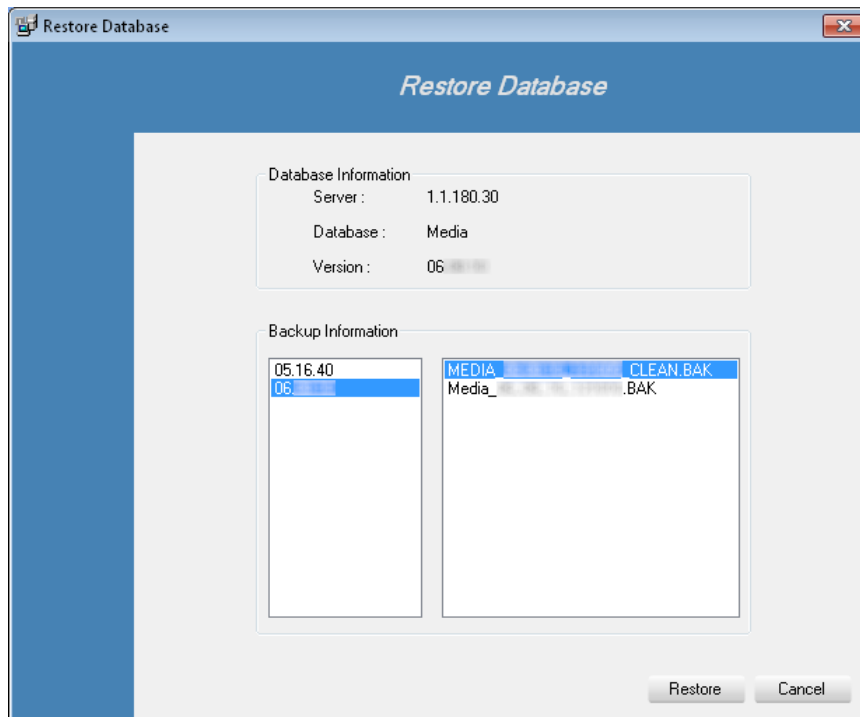 Restore Database
Restore Database
Database Information
Server : 1.1.180.30
Database : Media
Version : 06
Backup Information
05.16.40
06.
MEDIA_ _CLEAN.BAK
Media_ .BAK
Restore Cancel